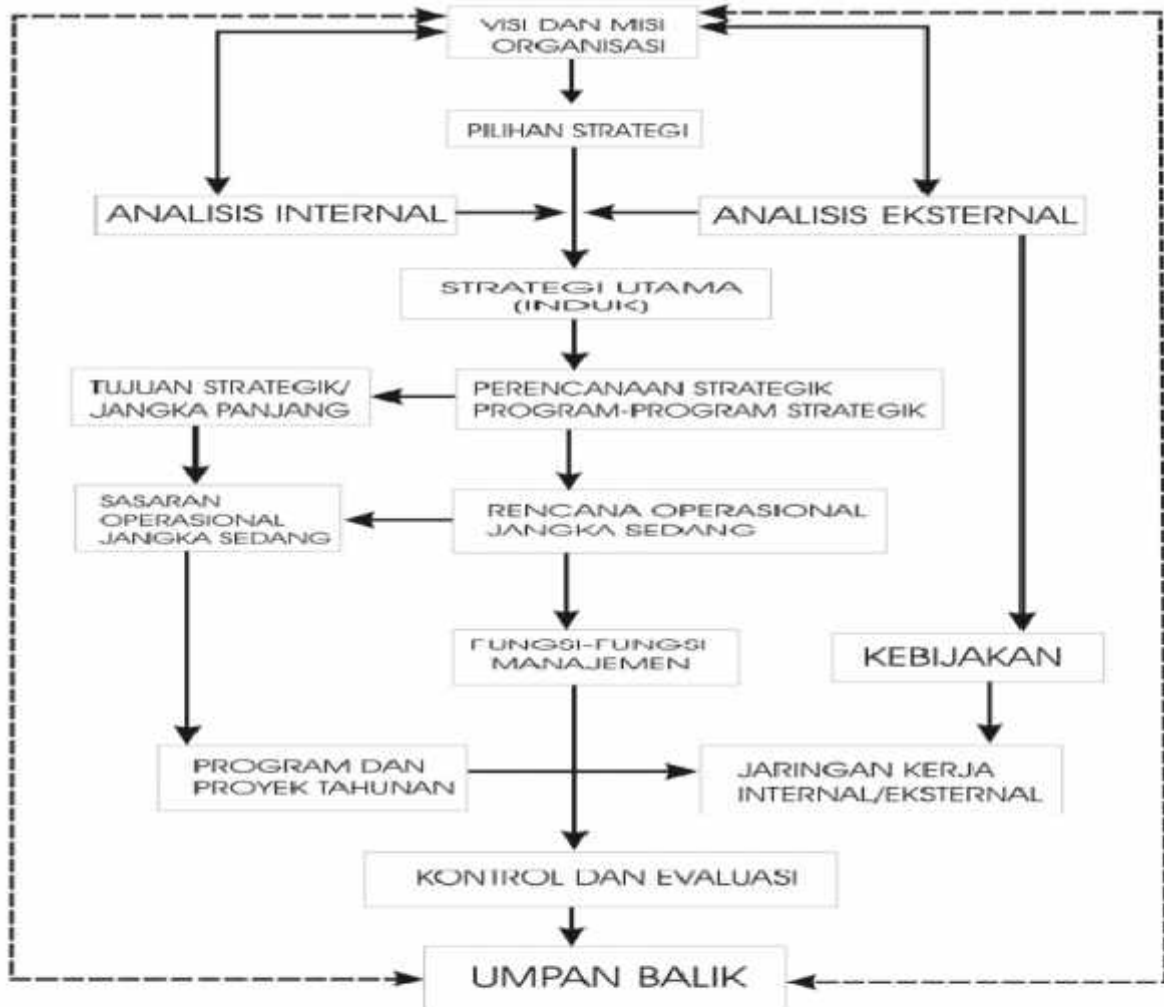 VISI DAN MISI
ORGANISASI
PILIHAN STRATEGI
ANALISIS INTERNAL
ANALISIS EKSTERNAL
STRATEGI UTAMA
(INDUK)
TUJUAN STRATEGIK/
JANGKA PANJANG
PERENCANAAN STRATEGIK
PROGRAM-PROGRAM STRATEGIK
SASARAN
OPERASIONAL
JANGKA SEDANG
RENCANA OPERASIONAL
JANGKA SEDANG
FUNGSI-FUNGSI
MANAJEMEN
KEBIJAKAN
PROGRAM DAN
PROYEK TAHUNAN
JARINGAN KERJA
INTERNAL/EKSTERNAL
KONTROL DAN EVALUASI
UMPAN BALIK